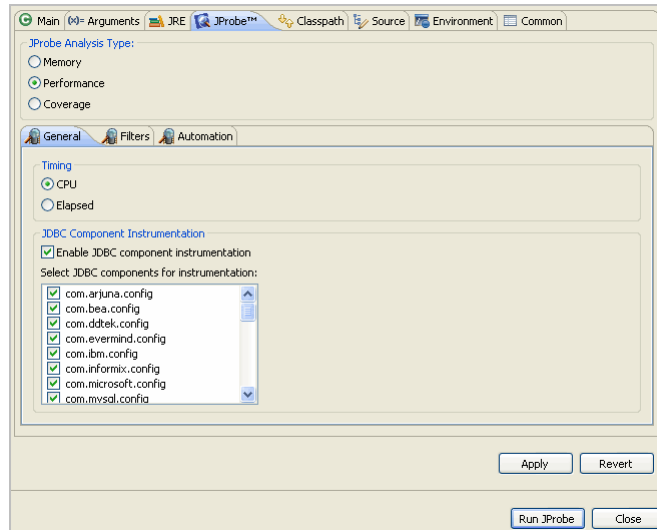 Main (x)= Arguments JRE JProbe™ Classpath Source Environment Common
JProbe Analysis Type:
Memory
Performance
Coverage
General Filters Automation
Timing
CPU
Elapsed
JDBC Component Instrumentation
Enable JDBC component instrumentation
Select JDBC components for instrumentation:
com.arjuna.config
com.bea.config
com.ddtek.config
com.evermind.config
com.ibm.config
com.informix.config
com.microsoft.config
com.mysql.config
Apply Revert
Run JProbe Close